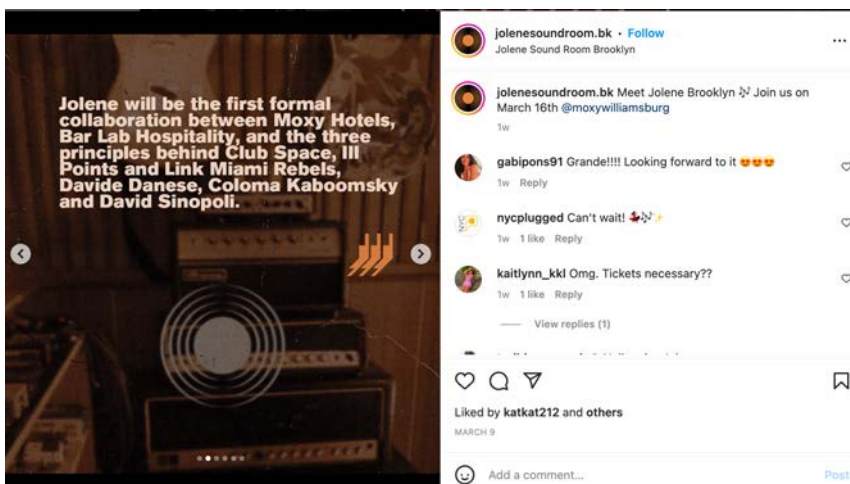 Jolene will be the first formal
collaboration between Moxy Hotels,
Bar Lab Hospitality, and the three
principles behind Club Space, III
Points and Link Miami Rebels,
Davide Danese, Coloma Kaboomsky
and David Sinopoli.
jolenesoundroom.bk • Follow
Jolene Sound Room Brooklyn
jolenesoundroom.bk Meet Jolene Brooklyn 🎶 Join us on
March 16th @moxywilliamsburg
1w
gabipons91 Grande!!!! Looking forward to it 😍😍😍
1w Reply
nycplugged Can't wait! 💃🎶✨
1w 1 like Reply
kaitlynn_kkl Omg. Tickets necessary??
1w 1 like Reply
View replies (1)
Liked by katkat212 and others
MARCH 9
Add a comment...
Post